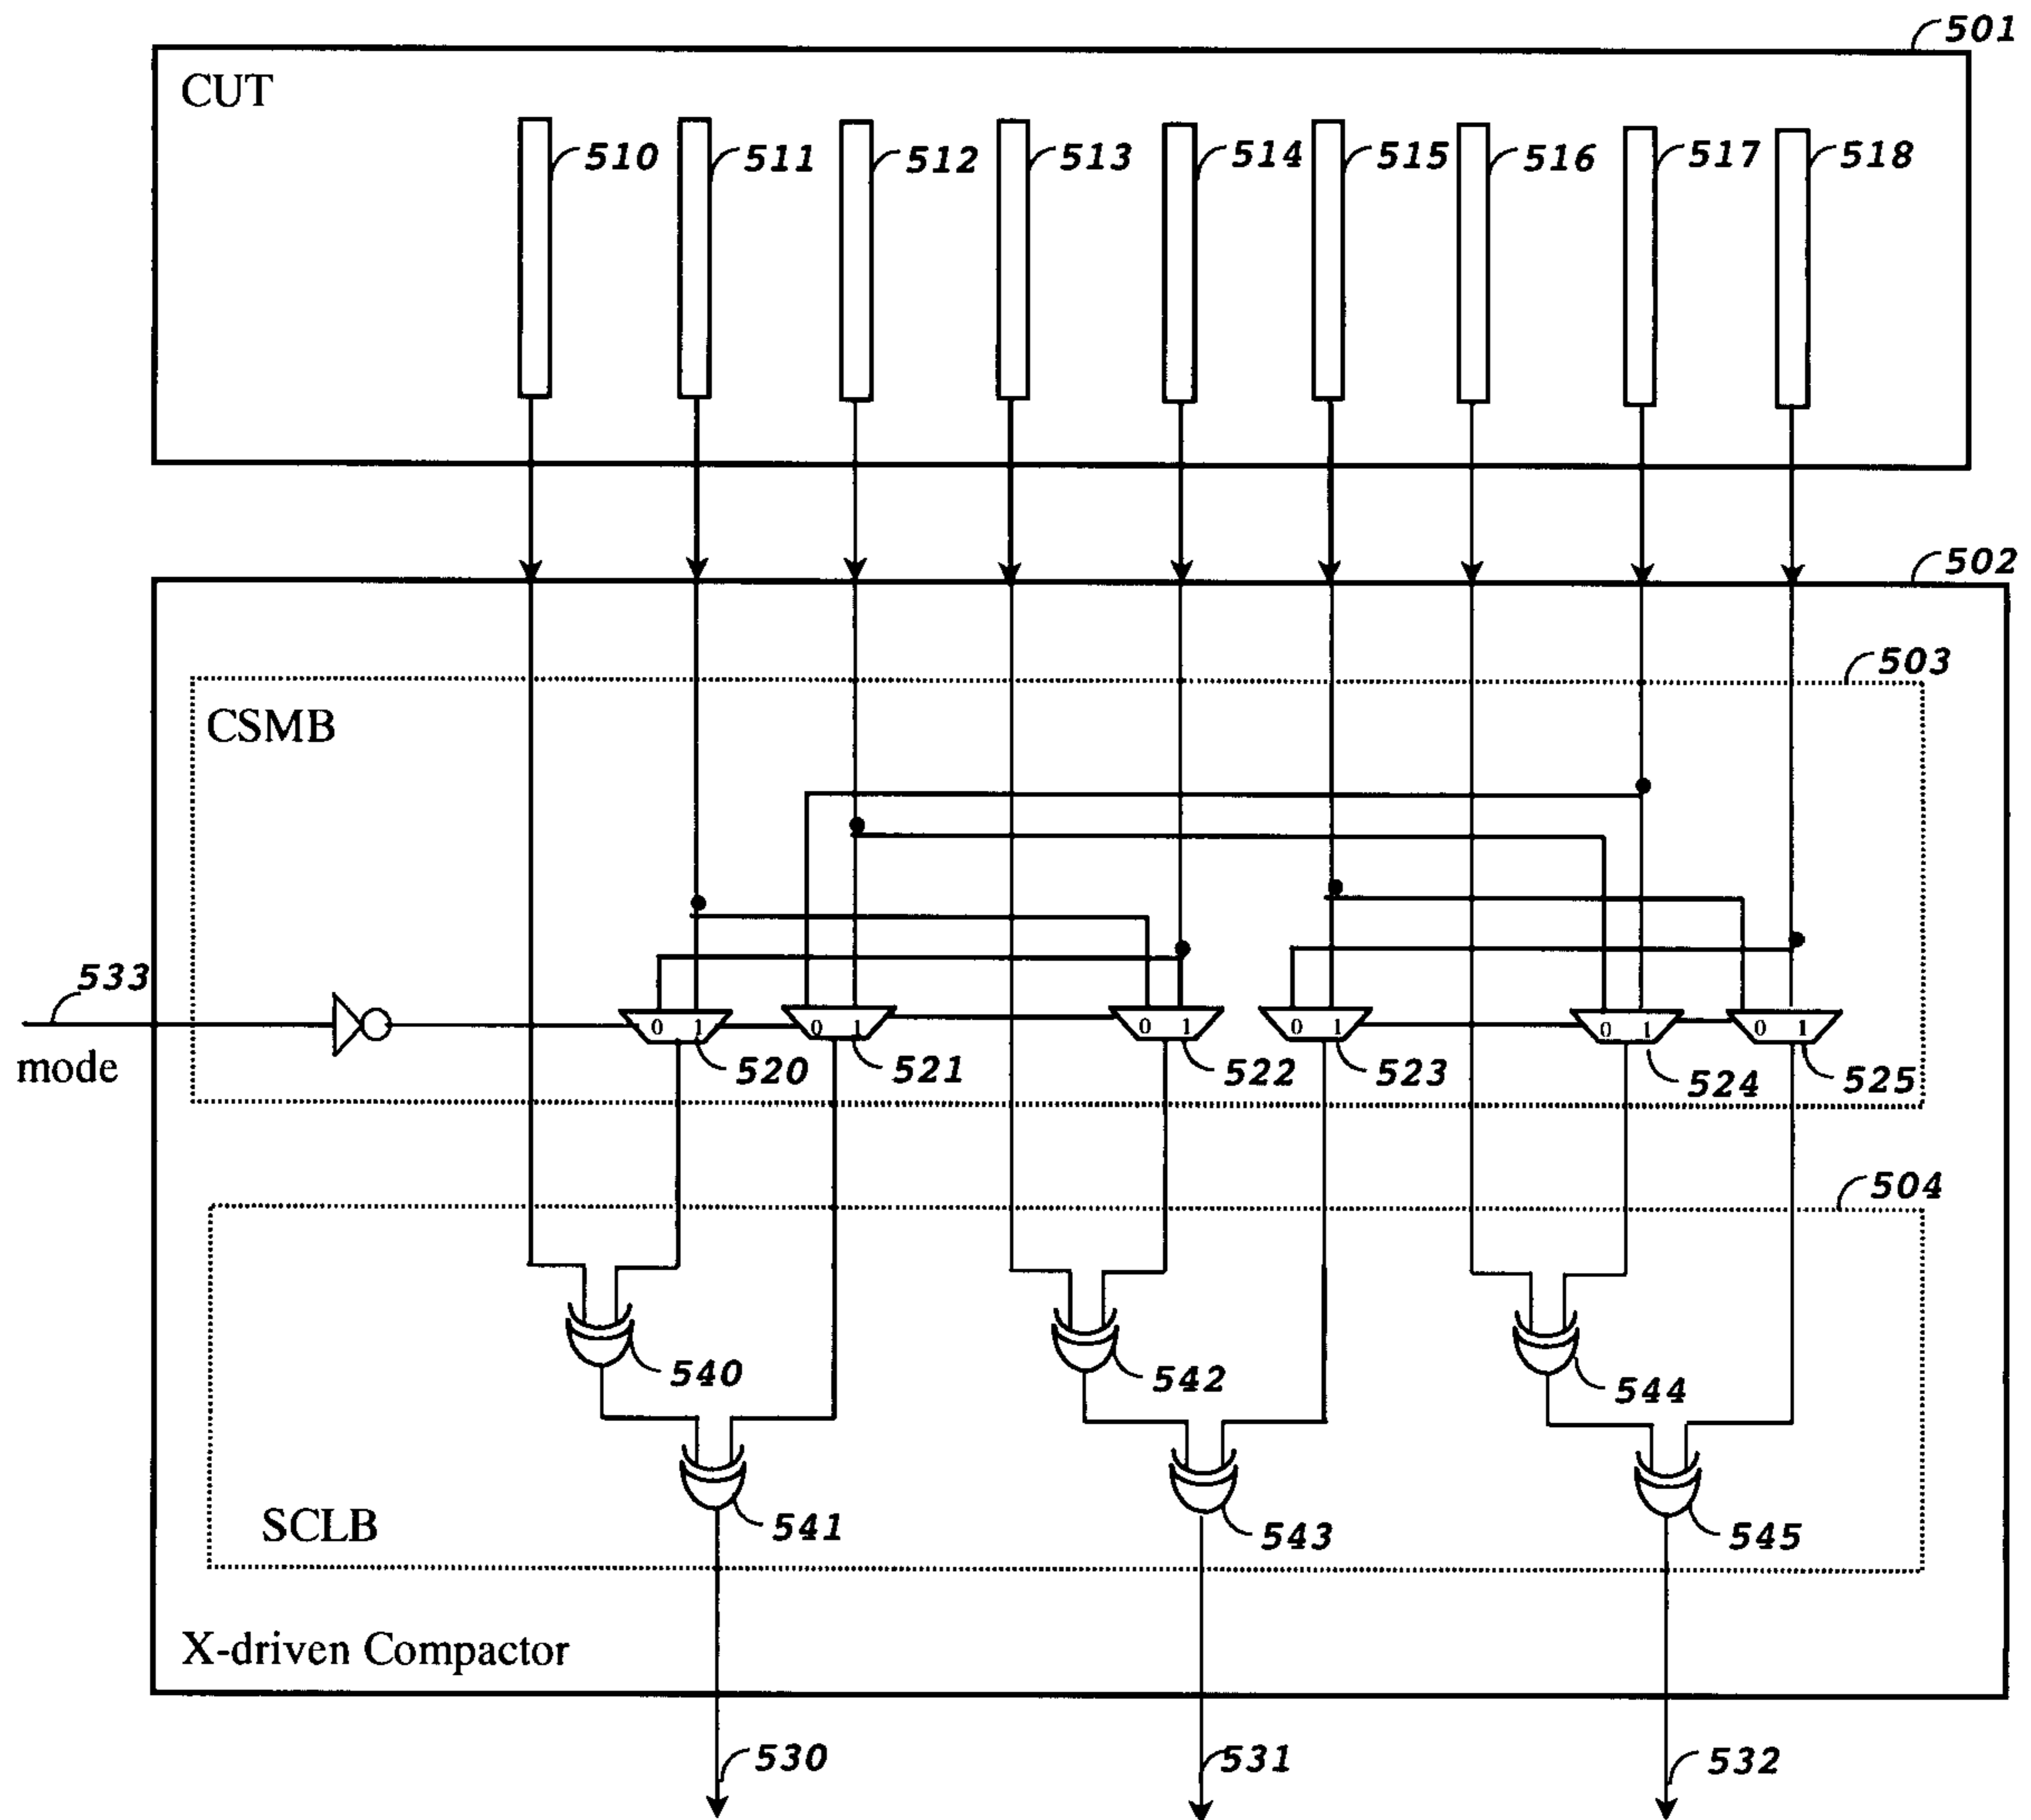 501
CUT
510 511 512 513 514 515 516 517 518
502
503
CSMB
533
mode
0 1 0 1 0 1 0 1 0 1 0 1
520 521 522 523 524 525
504
540 542 544
SCLB
541 543 545
X-driven Compactor
530 531 532